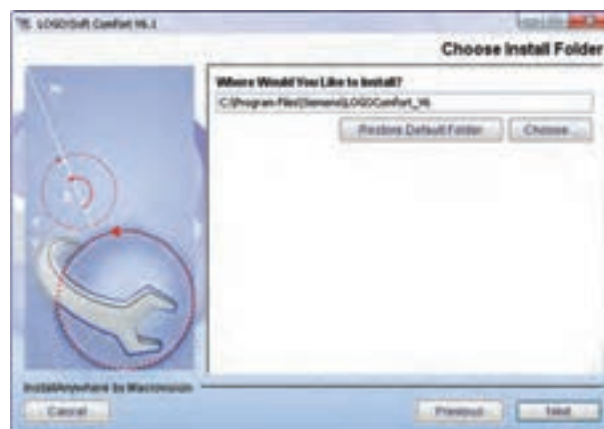 LOGO!Soft Comfort V6.1
Choose Install Folder
Where Would You Like to Install?
C:\Program Files\Siemens\LOGOComfort_V6
Restore Default Folder
Choose...
InstallAnywhere by Macrovision
Cancel
Previous
Next